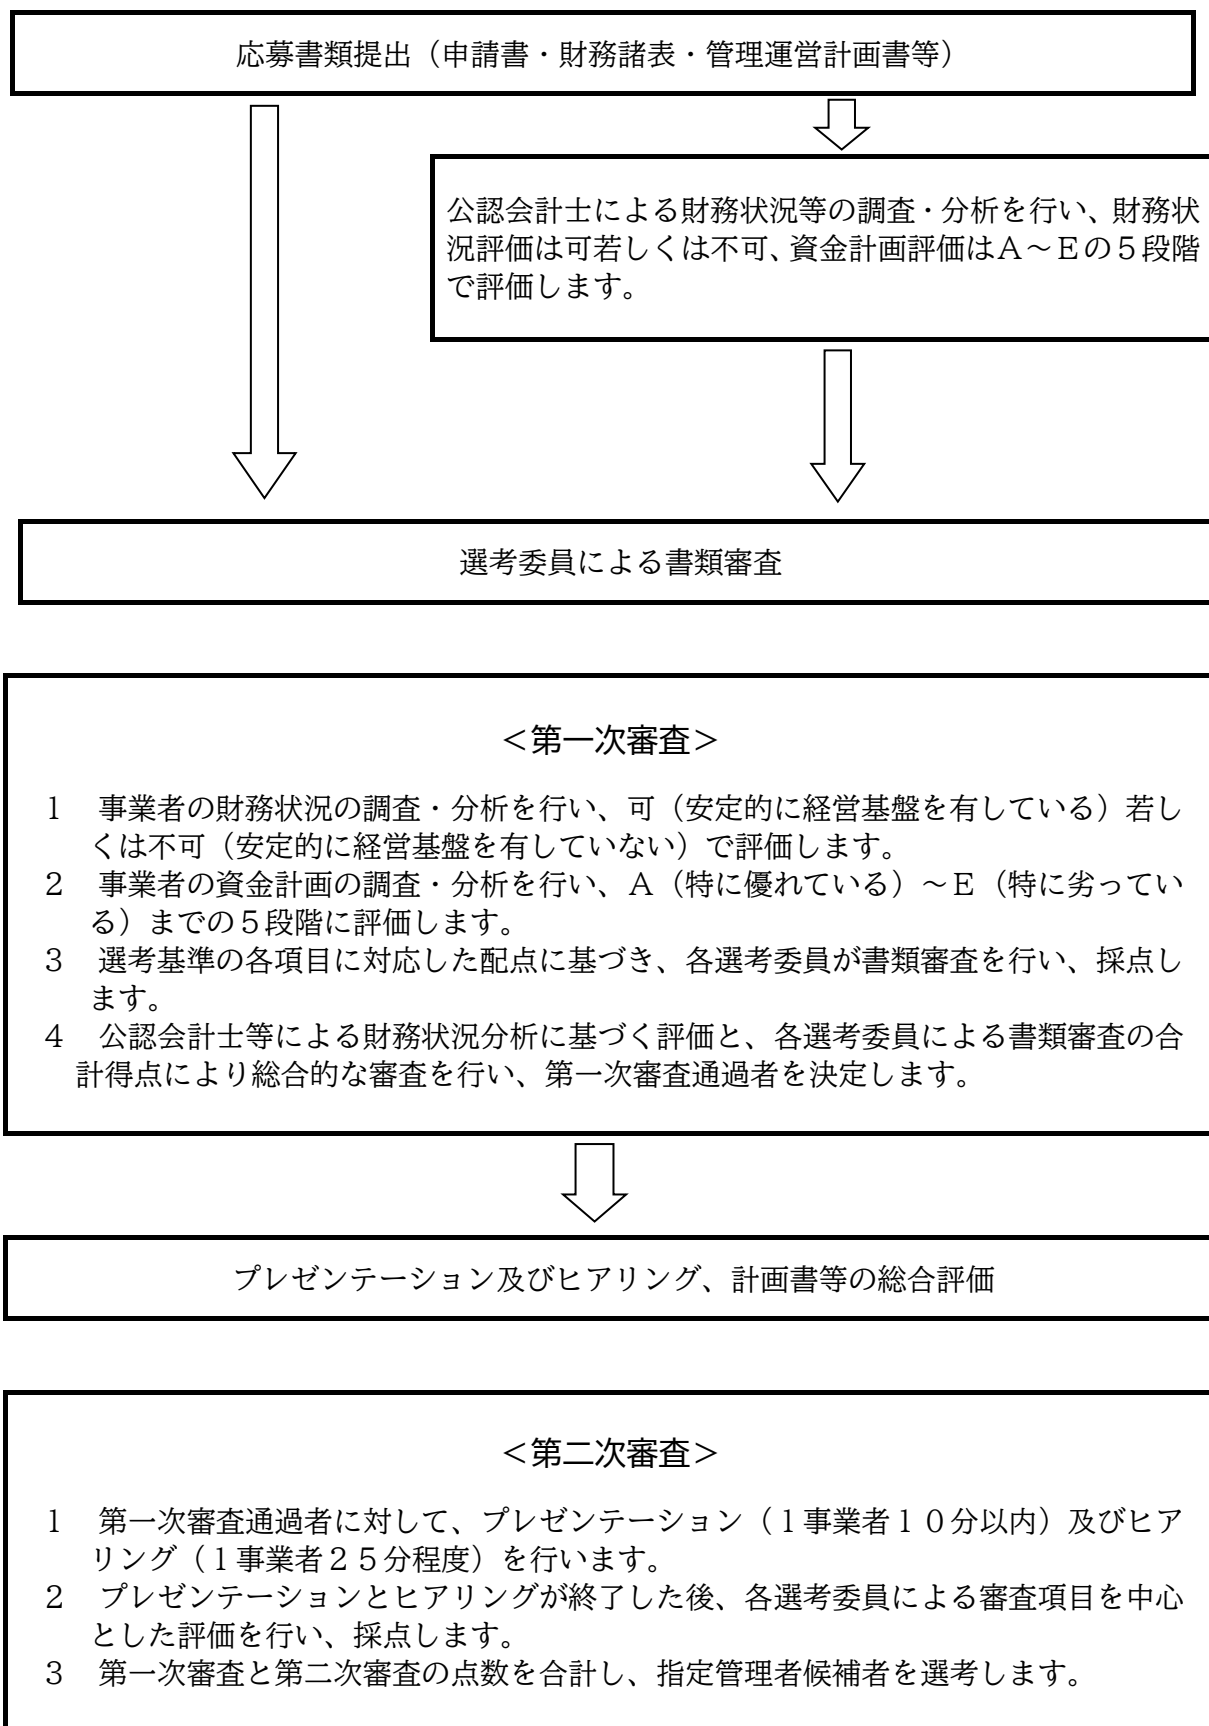 応募書類提出（申請書・財務諸表・管理運営計画書等）
公認会計士による財務状況等の調査・分析を行い、財務状
況評価は可若しくは不可、資金計画評価はＡ～Ｅの５段階
で評価します。
選考委員による書類審査
＜第一次審査＞
１　事業者の財務状況の調査・分析を行い、可（安定的に経営基盤を有している）若し
くは不可（安定的に経営基盤を有していない）で評価します。
２　事業者の資金計画の調査・分析を行い、Ａ（特に優れている）～Ｅ（特に劣ってい
る）までの５段階に評価します。
３　選考基準の各項目に対応した配点に基づき、各選考委員が書類審査を行い、採点し
ます。
４　公認会計士等による財務状況分析に基づく評価と、各選考委員による書類審査の合
計得点により総合的な審査を行い、第一次審査通過者を決定します。
プレゼンテーション及びヒアリング、計画書等の総合評価
＜第二次審査＞
１　第一次審査通過者に対して、プレゼンテーション（１事業者１０分以内）及びヒア
リング（１事業者２５分程度）を行います。
２　プレゼンテーションとヒアリングが終了した後、各選考委員による審査項目を中心
とした評価を行い、採点します。
３　第一次審査と第二次審査の点数を合計し、指定管理者候補者を選考します。